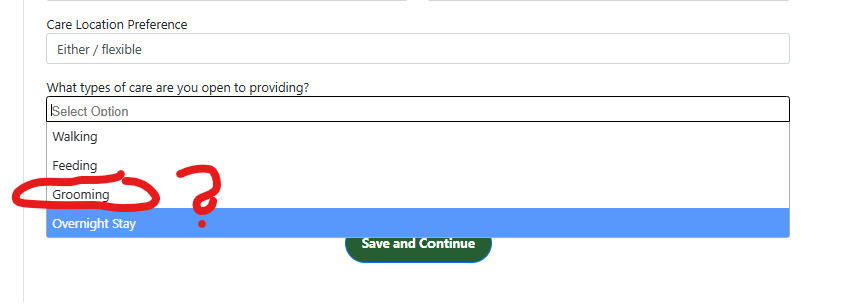 Care Location Preference
Either / flexible
What types of care are you open to providing?
Select Option
Walking
Feeding
Grooming
?
Overnight Stay
Save and Continue